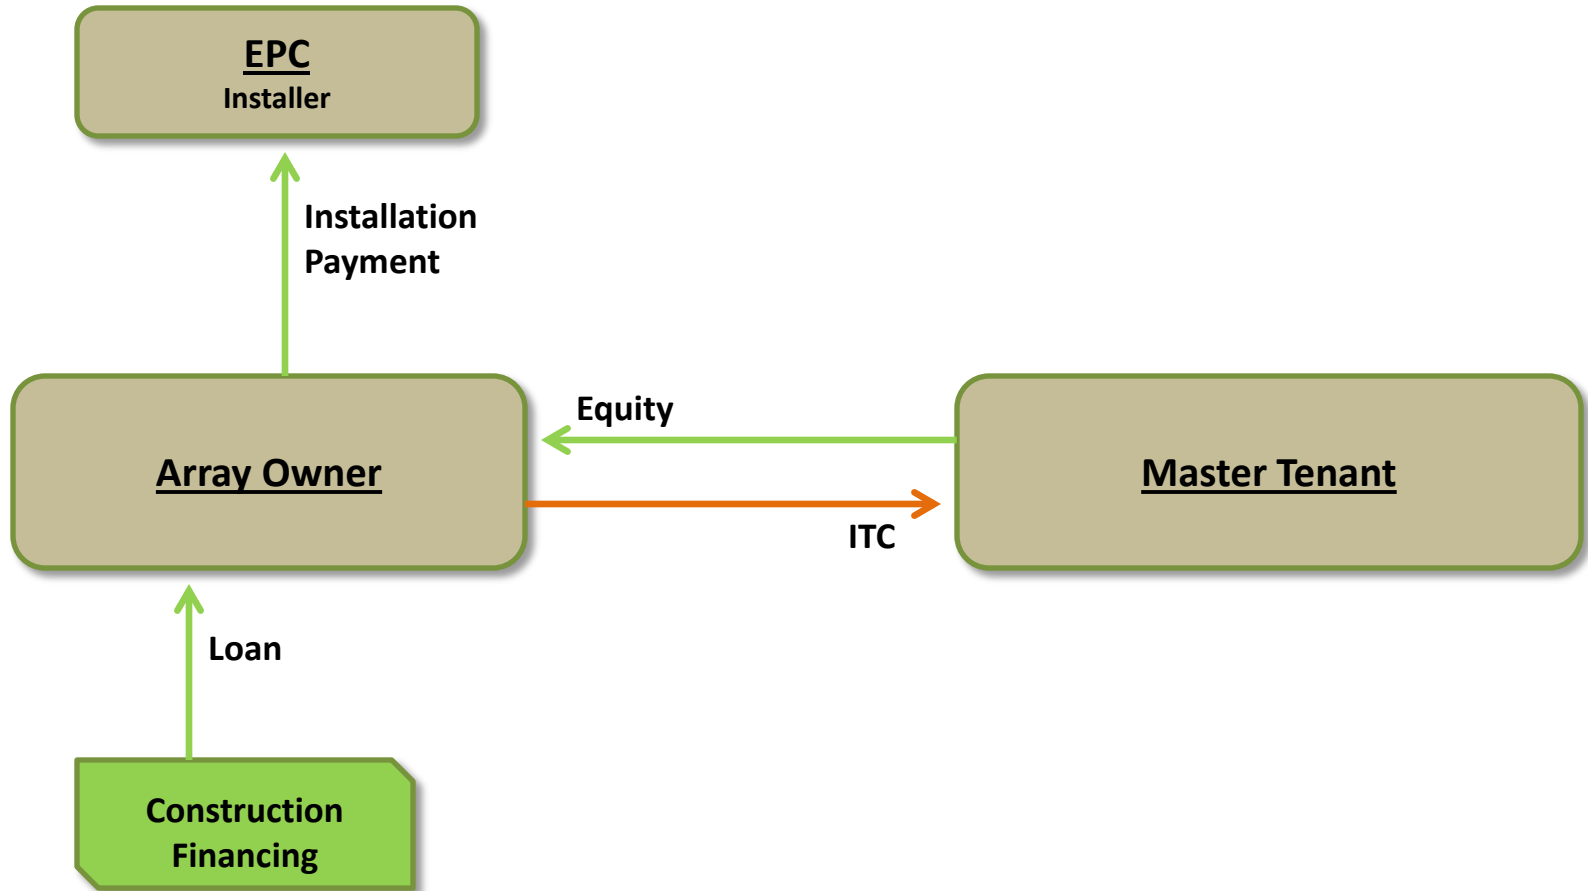 EPC
Installer
Installation
Payment
Equity
Array Owner
Master Tenant
ITC
Loan
Construction
Financing